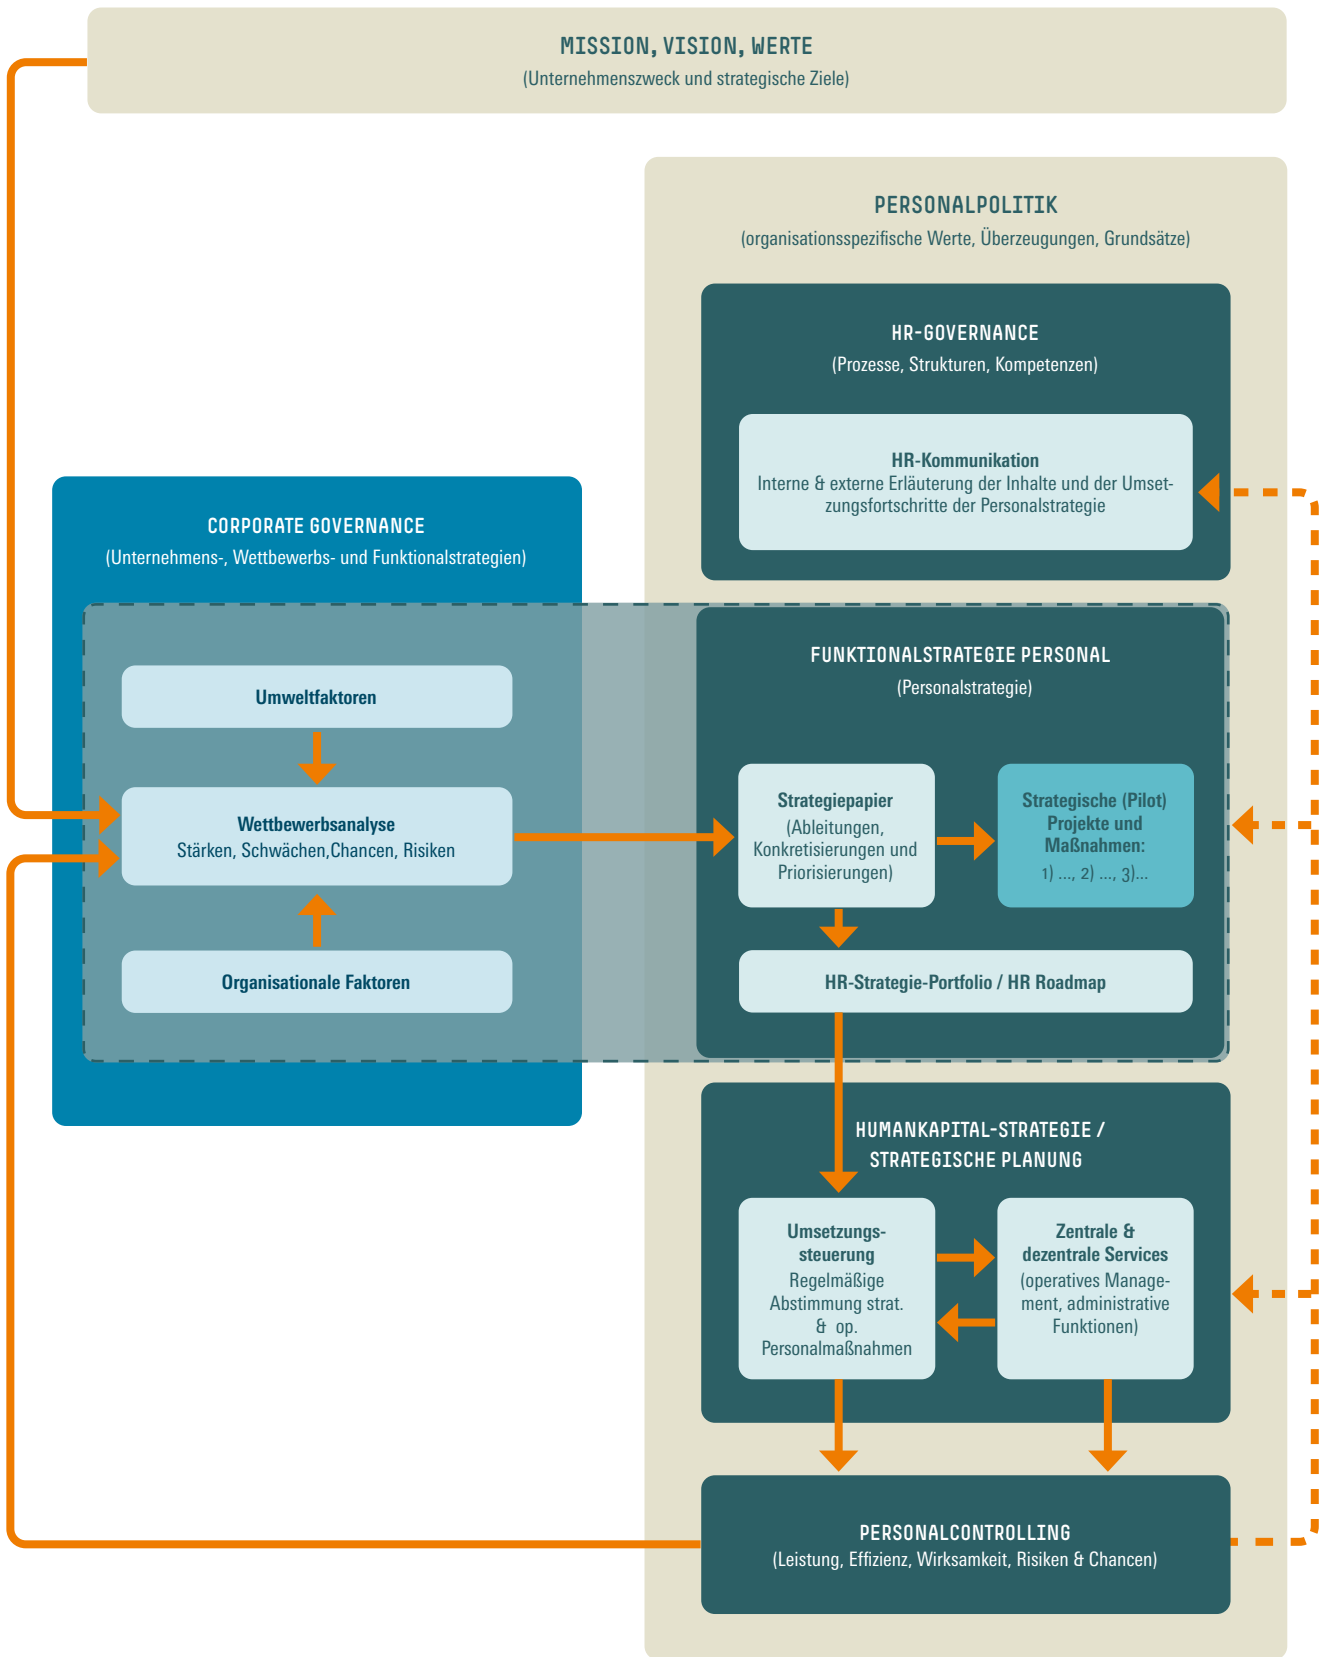 MISSION, VISION, WERTE
(Unternehmenszweck und strategische Ziele)
PERSONALPOLITIK
(organisationsspezifische Werte, Überzeugungen, Grundsätze)
HR-GOVERNANCE
(Prozesse, Strukturen, Kompetenzen)
HR-Kommunikation
Interne & externe Erläuterung der Inhalte und der Umset-
zungsfortschritte der Personalstrategie
CORPORATE GOVERNANCE
(Unternehmens-, Wettbewerbs- und Funktionalstrategien)
Umweltfaktoren
Wettbewerbsanalyse
Stärken, Schwächen,Chancen, Risiken
Organisationale Faktoren
FUNKTIONALSTRATEGIE PERSONAL
(Personalstrategie)
Strategiepapier
(Ableitungen,
Konkretisierungen und
Priorisierungen)
Strategische (Pilot)
Projekte und
Maßnahmen:
1) ..., 2) ..., 3)...
HR-Strategie-Portfolio / HR Roadmap
HUMANKAPITAL-STRATEGIE /
STRATEGISCHE PLANUNG
Umsetzungs-
steuerung
Regelmäßige
Abstimmung strat.
& op.
Personalmaßnahmen
Zentrale &
dezentrale Services
(operatives Manage-
ment, administrative
Funktionen)
PERSONALCONTROLLING
(Leistung, Effizienz, Wirksamkeit, Risiken & Chancen)